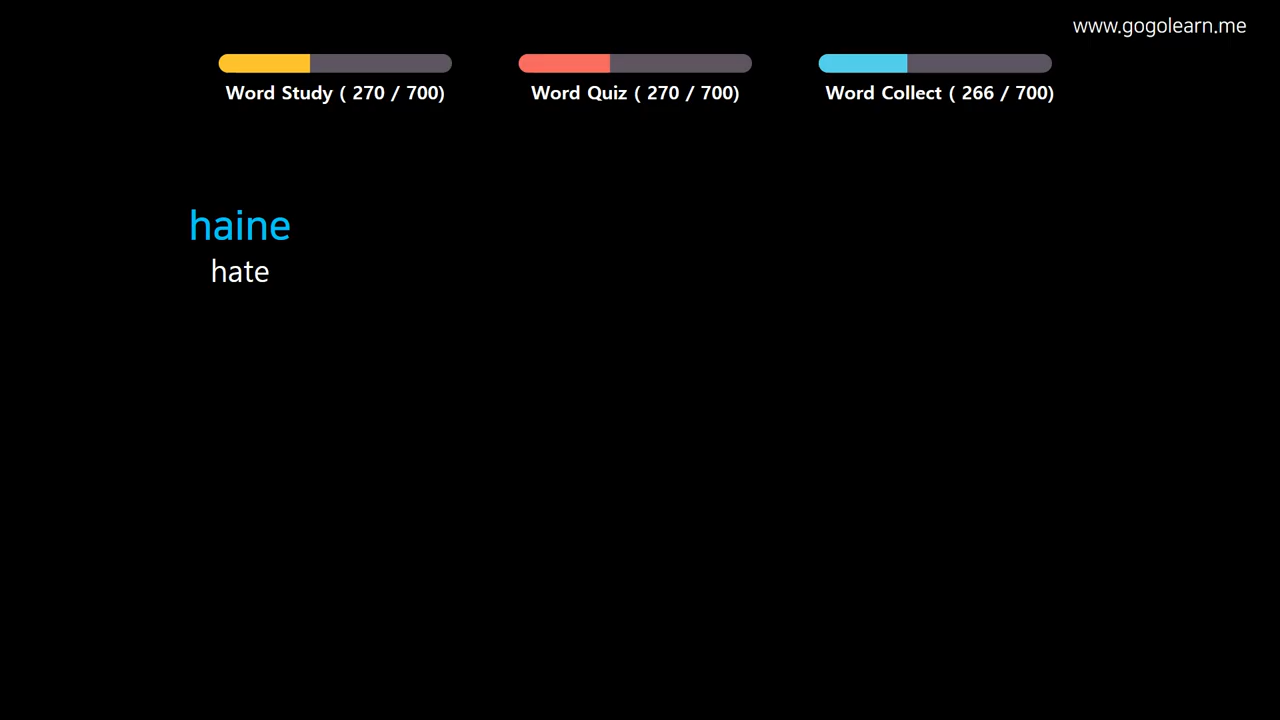 www.gogolearn.me
Word Study ( 270 / 700)
Word Quiz ( 270 / 700)
Word Collect ( 266 / 700)
haine
hate